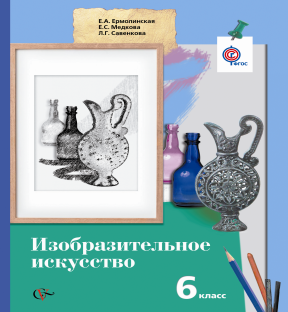 Е.А. Ермолинская
Е.С. Медкова
Л.Г. Савенкова
ФГОС
Изобразительное
искусство
6 класс